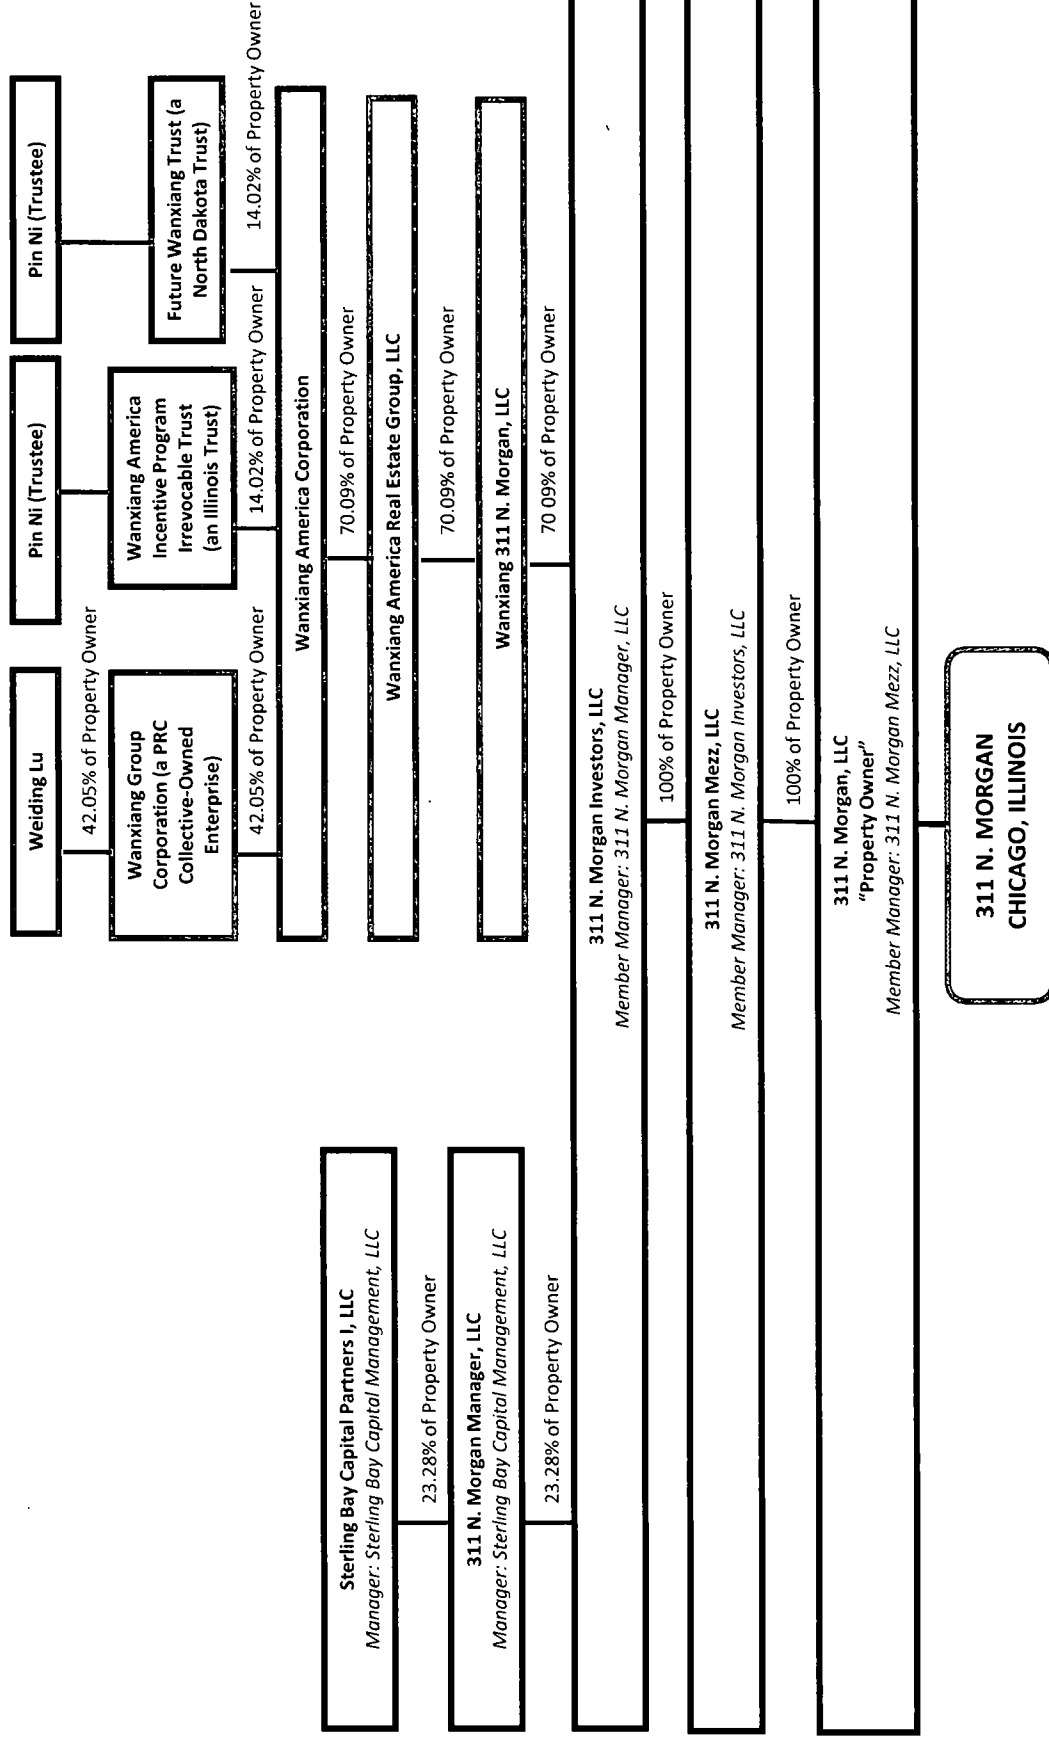 Weiding Lu
42.05% of Property Owner
Wanxiang Group
Corporation (a PRC
Collective-Owned
Enterprise)
42.05% of Property Owner
Pin Ni (Trustee)
Wanxiang America
Incentive Program
Irrevocable Trust
(an Illinois Trust)
14.02% of Property Owner
Pin Ni (Trustee)
Future Wanxiang Trust (a
North Dakota Trust)
14.02% of Property Owner
Wanxiang America Corporation
70.09% of Property Owner
Wanxiang America Real Estate Group, LLC
70.09% of Property Owner
Wanxiang 311 N. Morgan, LLC
70 09% of Property Owner
Sterling Bay Capital Partners I, LLC
Manager: Sterling Bay Capital Management, LLC
23.28% of Property Owner
311 N. Morgan Manager, LLC
Manager: Sterling Bay Capital Management, LLC
23.28% of Property Owner
311 N. Morgan Investors, LLC
Member Manager: 311 N. Morgan Manager, LLC
100% of Property Owner
311 N. Morgan Mezz, LLC
Member Manager: 311 N. Morgan Investors, LLC
100% of Property Owner
311 N. Morgan, LLC
"Property Owner"
Member Manager: 311 N. Morgan Mezz, LLC
311 N. MORGAN
CHICAGO, ILLINOIS